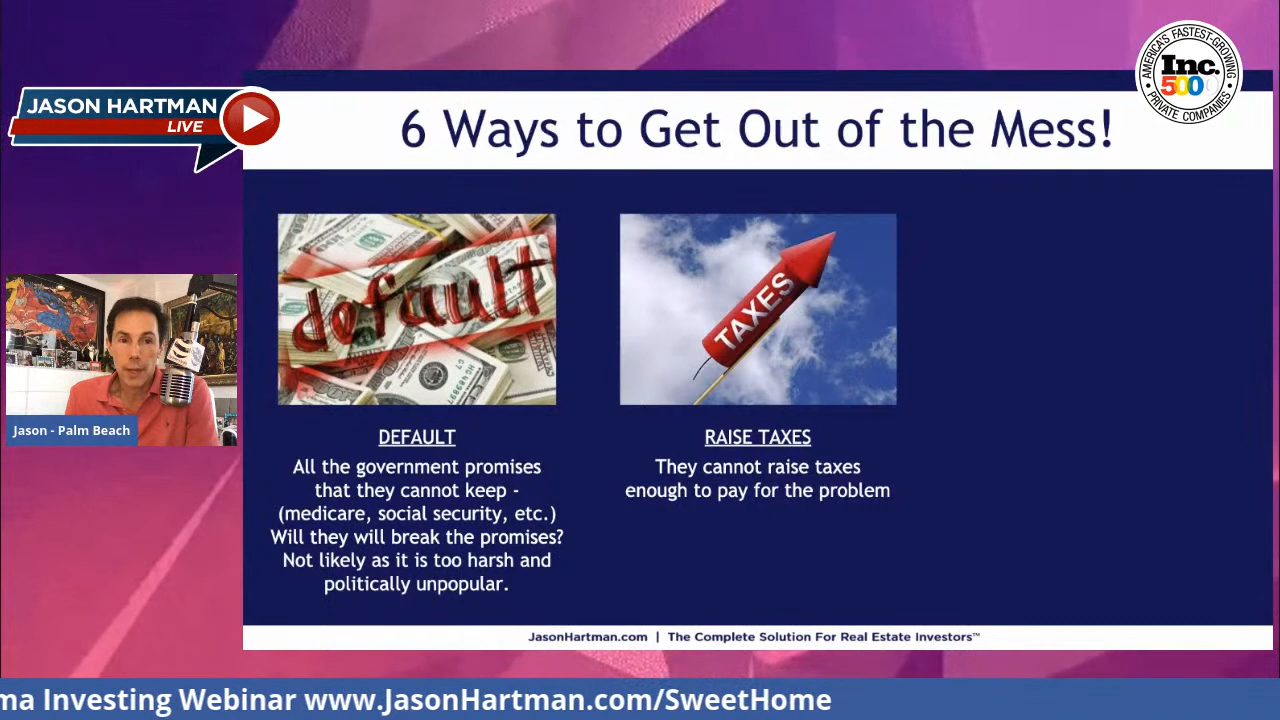 AMERICA'S FASTEST-GROWING
Inc.
500
PRIVATE COMPANIES
JASON HARTMAN
LIVE
6 Ways to Get Out of the Mess!
default
TAXES
Jason - Palm Beach
DEFAULT
All the government promises
that they cannot keep -
(medicare, social security, etc.)
Will they will break the promises?
Not likely as it is too harsh and
politically unpopular.
RAISE TAXES
They cannot raise taxes
enough to pay for the problem
JasonHartman.com | The Complete Solution For Real Estate Investors™
ma Investing Webinar www.JasonHartman.com/SweetHome